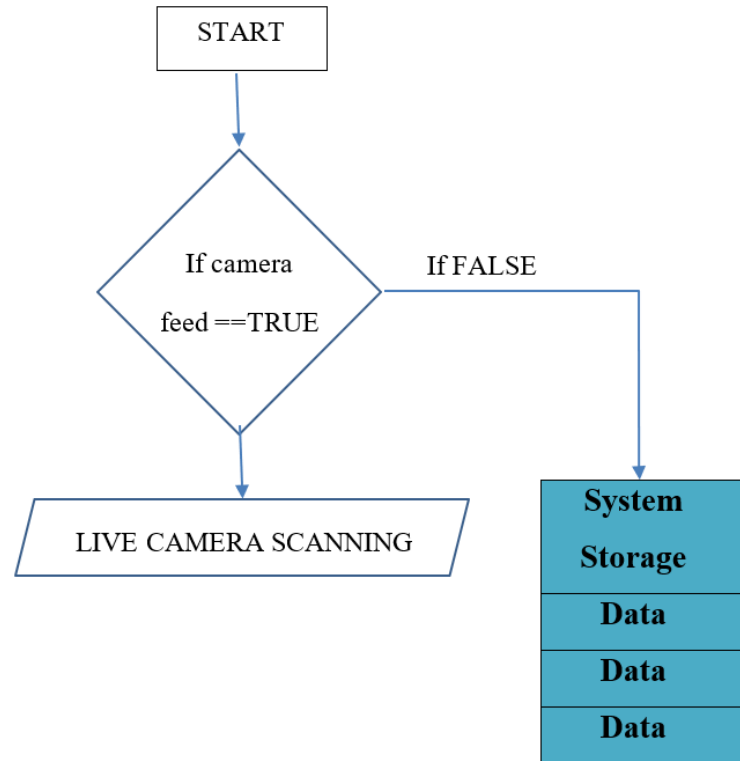 START
If camera
feed ==TRUE
If FALSE
LIVE CAMERA SCANNING
System
Storage
Data
Data
Data